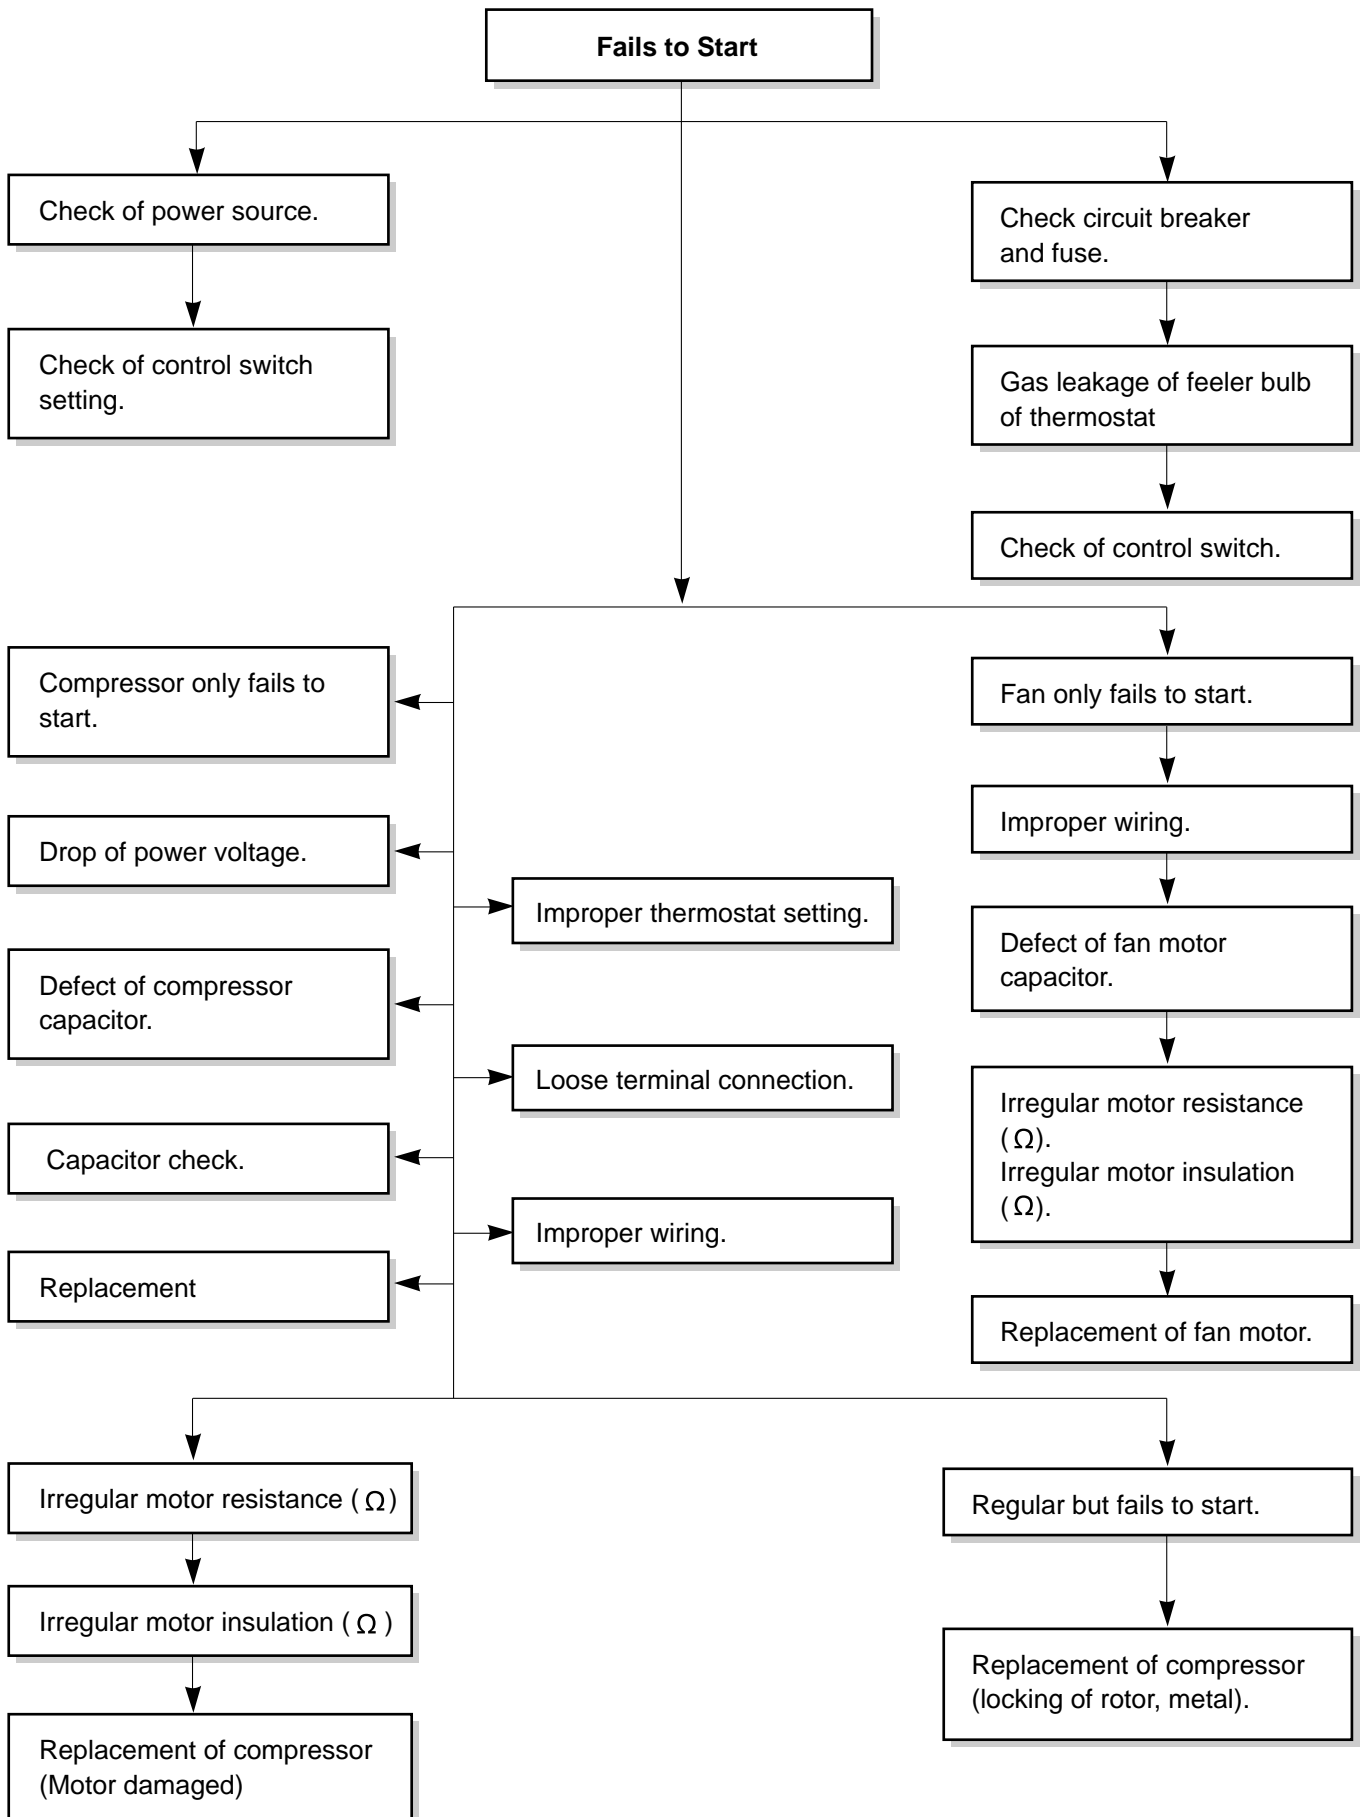 Fails to Start
Check of power source.
Check circuit breaker
and fuse.
Check of control switch
setting.
Gas leakage of feeler bulb
of thermostat
Check of control switch.
Compressor only fails to
start.
Fan only fails to start.
Drop of power voltage.
Improper wiring.
Improper thermostat setting.
Defect of fan motor
capacitor.
Defect of compressor
capacitor.
Loose terminal connection.
Irregular motor resistance
(Ω).
Irregular motor insulation
(Ω).
Capacitor check.
Improper wiring.
Replacement
Replacement of fan motor.
Irregular motor resistance (Ω)
Regular but fails to start.
Irregular motor insulation (Ω)
Replacement of compressor
(locking of rotor, metal).
Replacement of compressor
(Motor damaged)